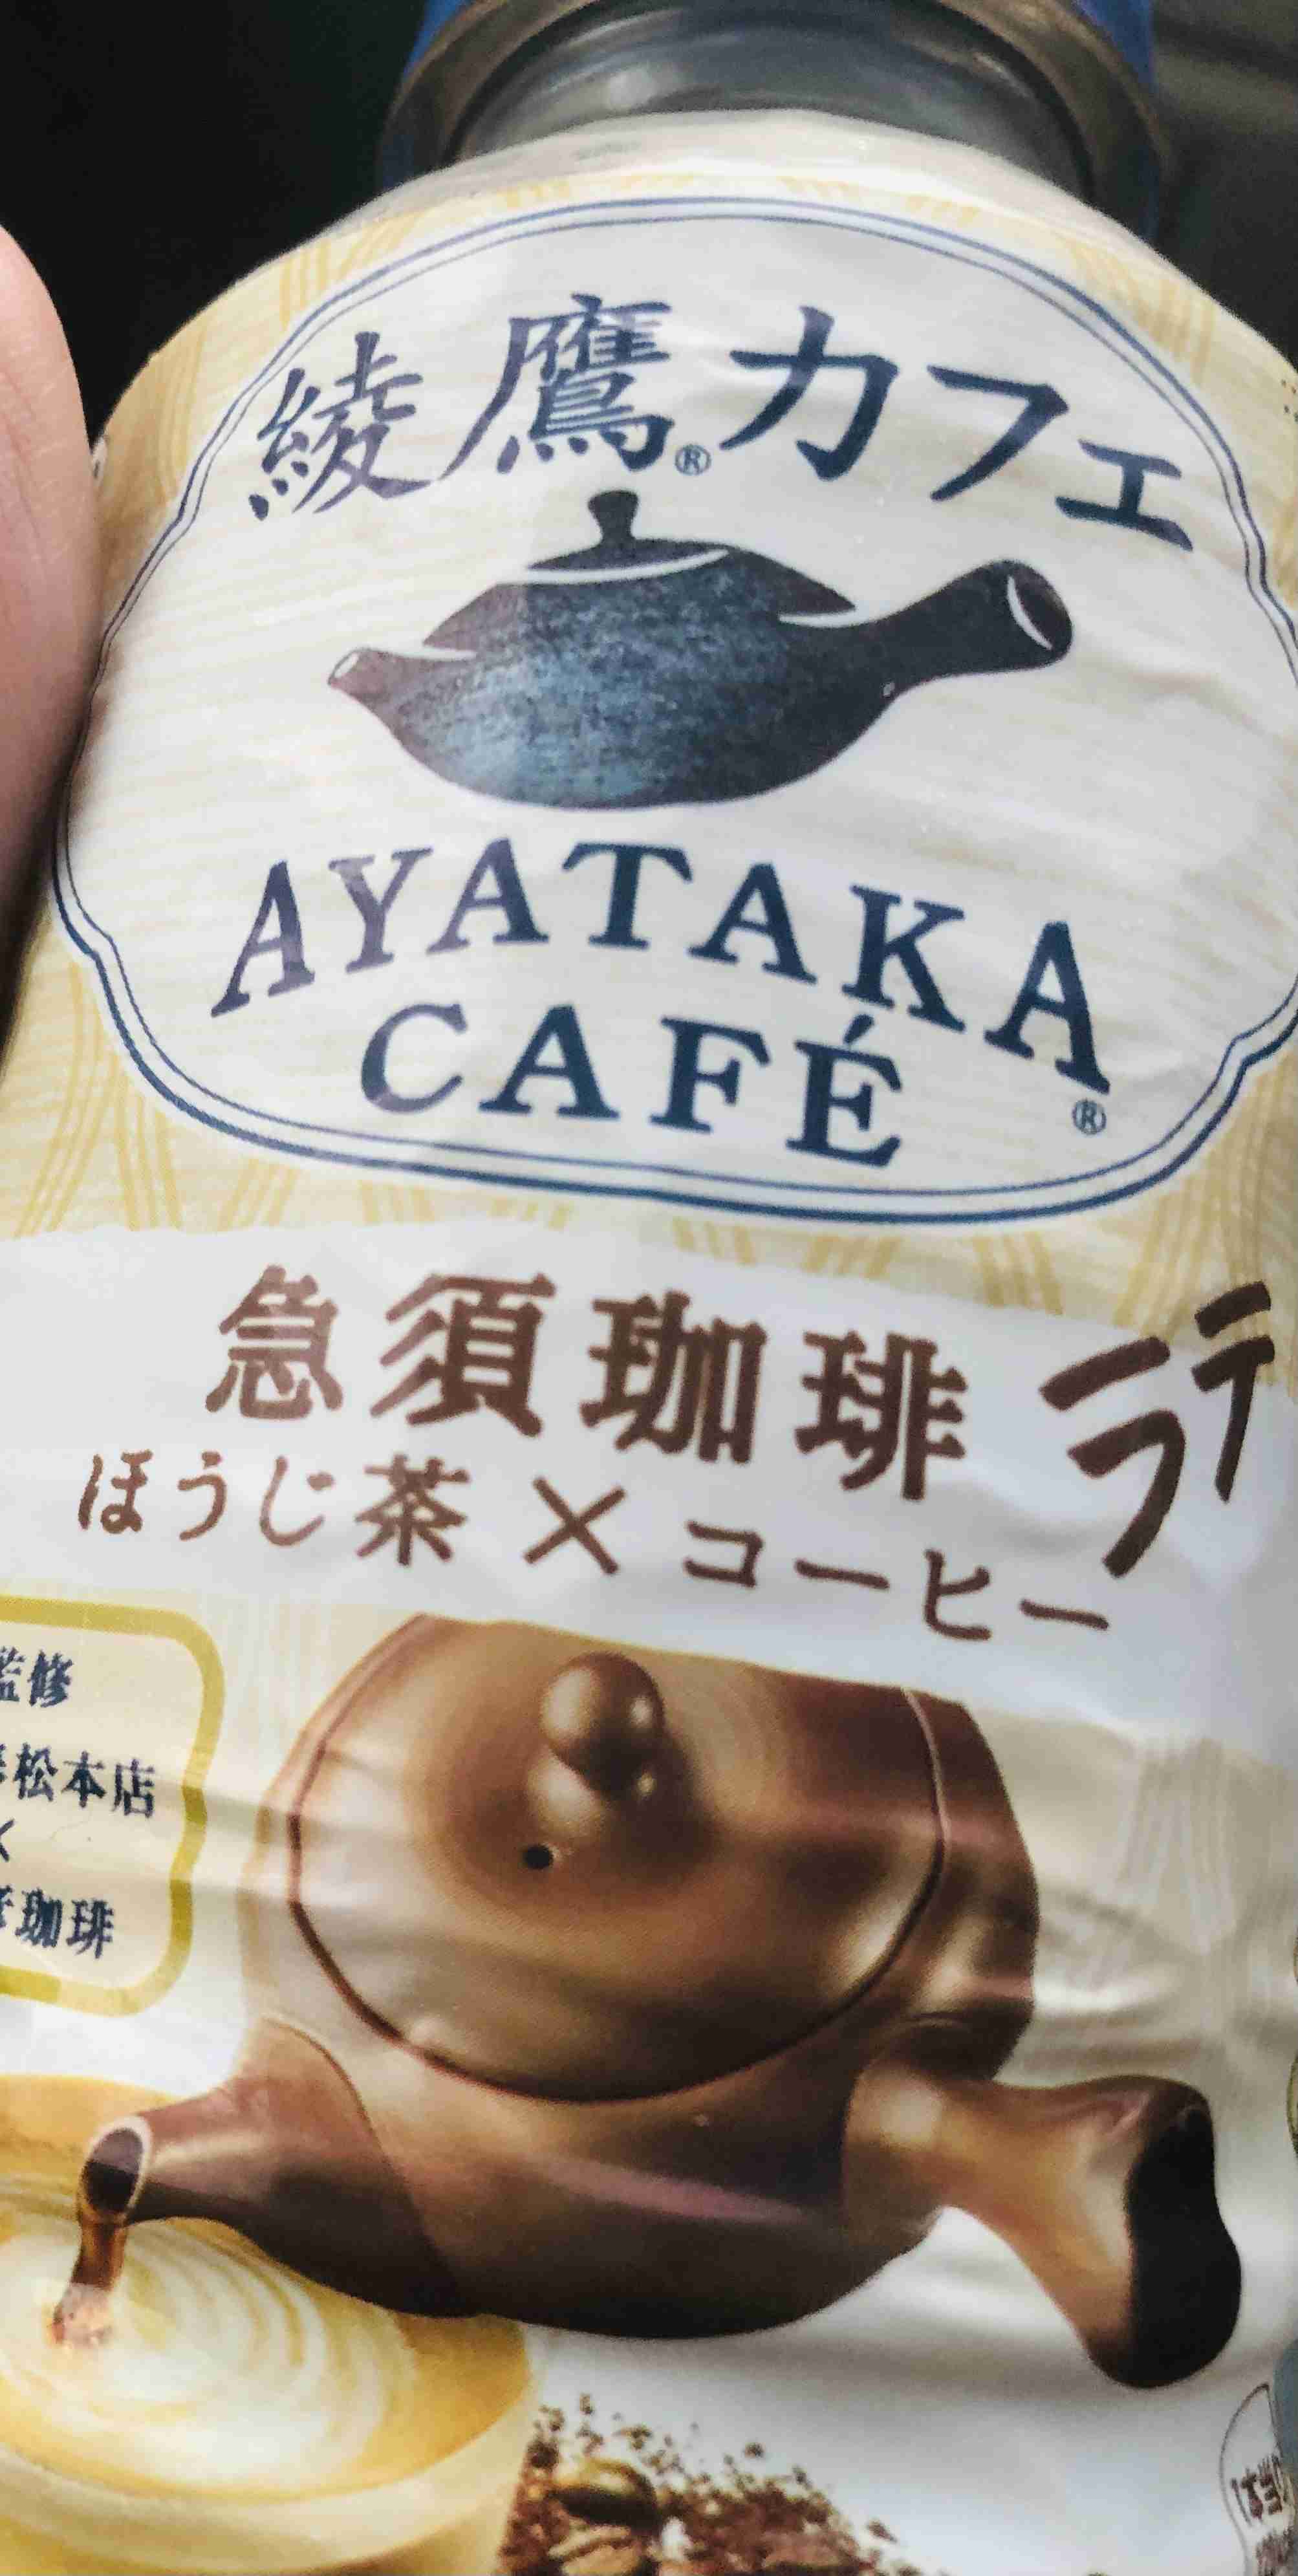 綾鷹®カフェ
AYATAKA
CAFÉ®
急須珈琲ラテ
ほうじ茶×コーヒー
監修
松本店
×
珈琲